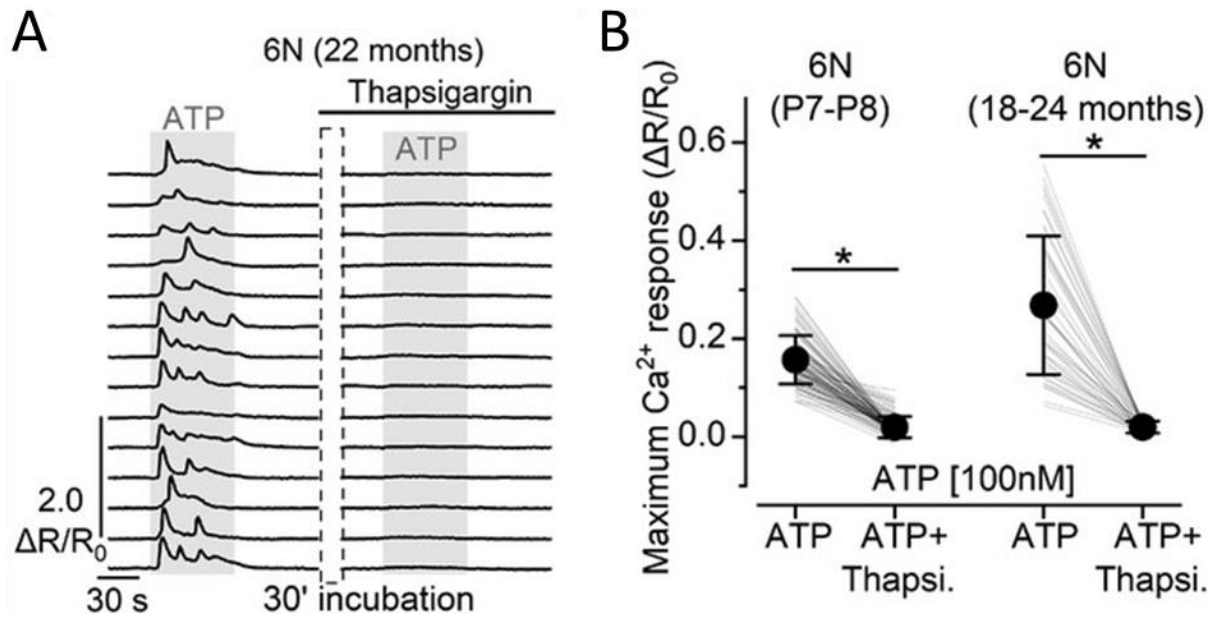 A
6N (22 months)
Thapsigargin
ATP
ATP
2.0
ΔR/R₀
30 s
30' incubation
B
Maximum Ca²⁺ response (ΔR/R₀)
6N
(P7-P8)
6N
(18-24 months)
*
*
0.6
0.4
0.2
0.0
ATP [100nM]
ATP
ATP+
Thapsi.
ATP
ATP+
Thapsi.